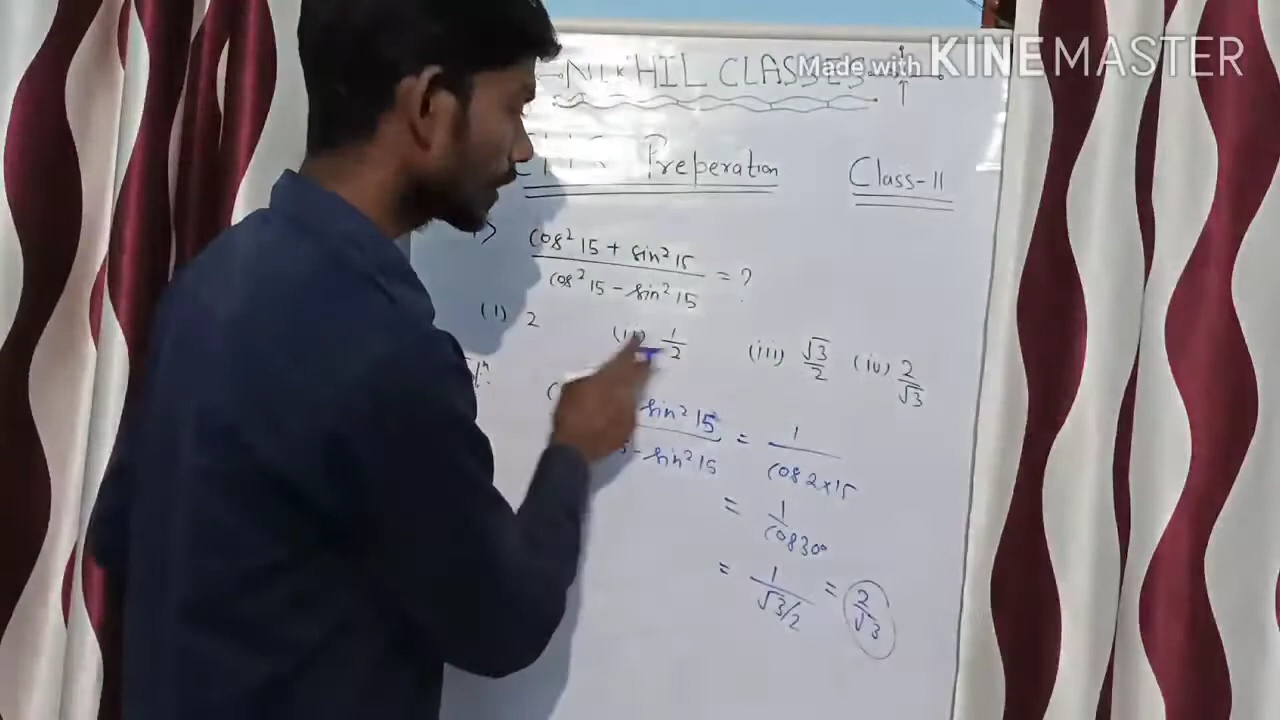 Made with KINEMASTER
NIKHIL CLASSES
Preperation Class-11
cos² 15 + sin² 15 / cos² 15 - sin² 15 = ?
(i) 2 (ii) 1/2 (iii) √3/2 (iv) 2/√3
sin² 15 / - sin² 15 = 1 / cos 2×15
= 1 / cos 30°
= 1 / √3/2 = 2/√3